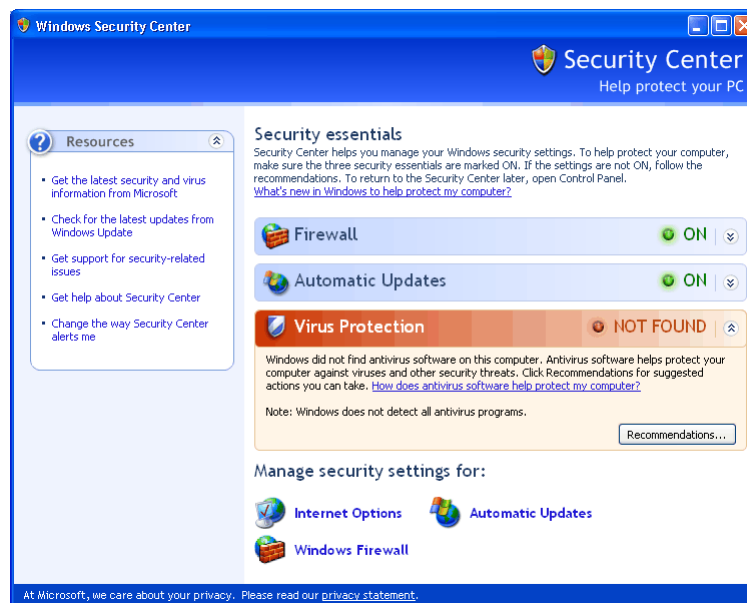 Windows Security Center
Security Center
Help protect your PC
Resources
Get the latest security and virus
information from Microsoft
Check for the latest updates from
Windows Update
Get support for security-related
issues
Get help about Security Center
Change the way Security Center
alerts me
Security essentials
Security Center helps you manage your Windows security settings. To help protect your computer,
make sure the three security essentials are marked ON. If the settings are not ON, follow the
recommendations. To return to the Security Center later, open Control Panel.
What's new in Windows to help protect my computer?
Firewall ON
Automatic Updates ON
Virus Protection NOT FOUND
Windows did not find antivirus software on this computer. Antivirus software helps protect your
computer against viruses and other security threats. Click Recommendations for suggested
actions you can take. How does antivirus software help protect my computer?
Note: Windows does not detect all antivirus programs.
Recommendations...
Manage security settings for:
Internet Options Automatic Updates
Windows Firewall
At Microsoft, we care about your privacy. Please read our privacy statement.